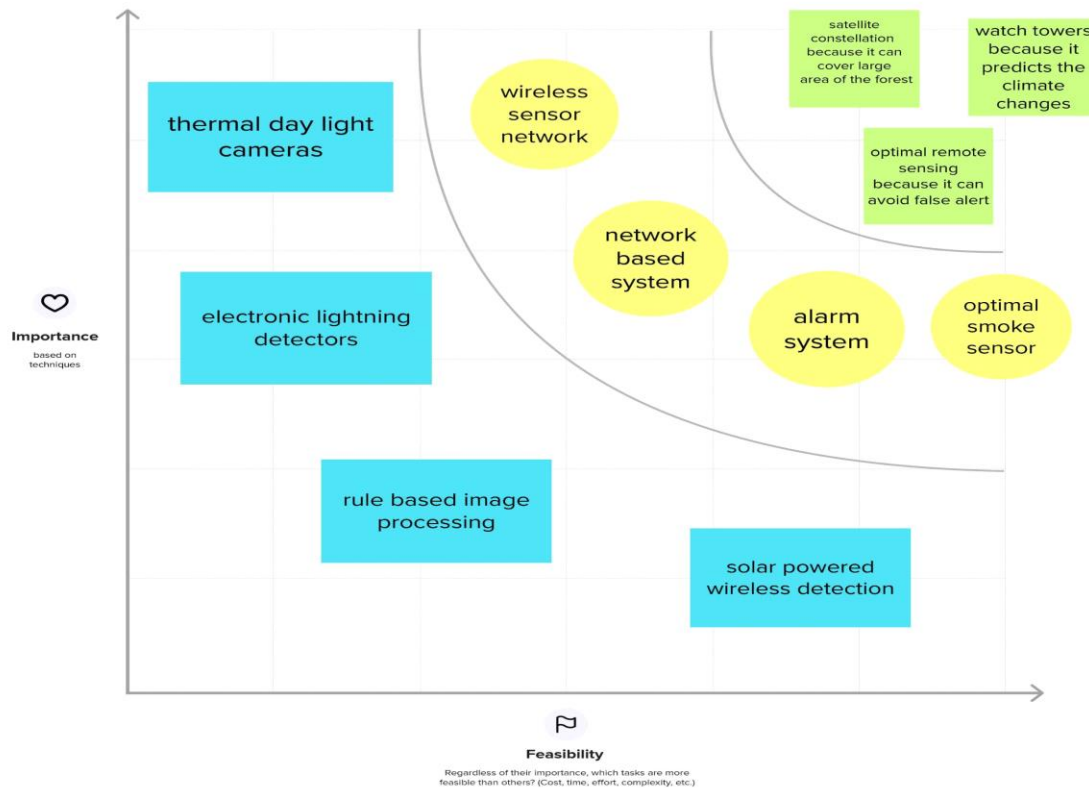 satellite
constellation
because it can
cover large
area of the forest
watch towers
because it
predicts the
climate
changes
wireless
sensor
network
thermal day light
cameras
optimal remote
sensing
because it can
avoid false alert
network
based
system
electronic lightning
detectors
alarm
system
optimal
smoke
sensor
Importance
based on
techniques
rule based image
processing
solar powered
wireless detection
Feasibility
Regardless of their importance, which tasks are more
feasible than others? (Cost, time, effort, complexity, etc.)